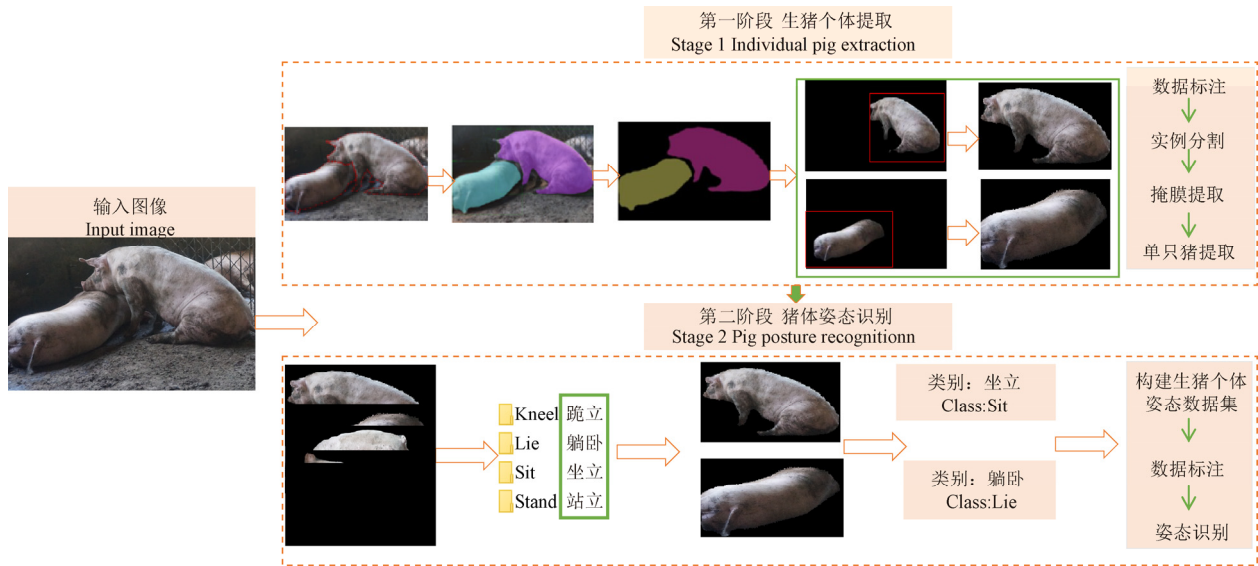 第一阶段 生猪个体提取
Stage 1 Individual pig extraction
数据标注
实例分割
掩膜提取
单只猪提取
输入图像
Input image
第二阶段 猪体姿态识别
Stage 2 Pig posture recognitionn
Kneel 跪立
Lie 躺卧
Sit 坐立
Stand 站立
类别：坐立
Class:Sit
类别：躺卧
Class:Lie
构建生猪个体
姿态数据集
数据标注
姿态识别